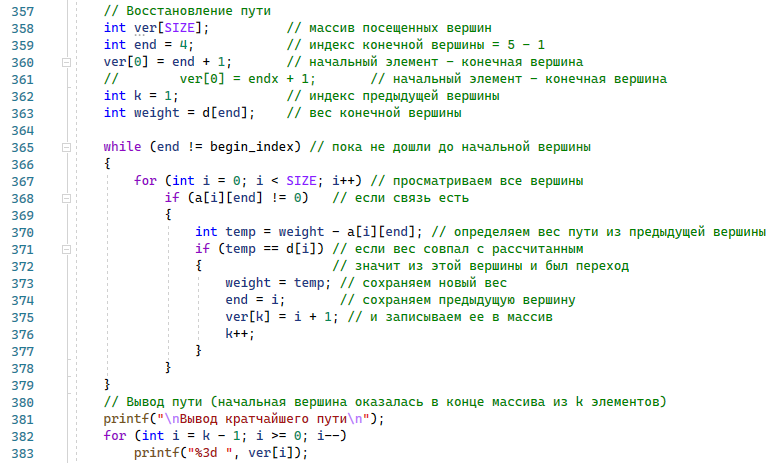 357 // Восстановление пути
358 int ver[SIZE]; // массив посещенных вершин
359 int end = 4; // индекс конечной вершины = 5 - 1
360 ver[0] = end + 1; // начальный элемент - конечная вершина
361 // ver[0] = endx + 1; // начальный элемент - конечная вершина
362 int k = 1; // индекс предыдущей вершины
363 int weight = d[end]; // вес конечной вершины
364
365 while (end != begin_index) // пока не дошли до начальной вершины
366 {
367 for (int i = 0; i < SIZE; i++) // просматриваем все вершины
368 if (a[i][end] != 0) // если связь есть
369 {
370 int temp = weight - a[i][end]; // определяем вес пути из предыдущей вершины
371 if (temp == d[i]) // если вес совпал с рассчитанным
372 { // значит из этой вершины и был переход
373 weight = temp; // сохраняем новый вес
374 end = i; // сохраняем предыдущую вершину
375 ver[k] = i + 1; // и записываем ее в массив
376 k++;
377 }
378 }
379 }
380 // Вывод пути (начальная вершина оказалась в конце массива из k элементов)
381 printf("\nВывод кратчайшего пути\n");
382 for (int i = k - 1; i >= 0; i--)
383 printf("%3d ", ver[i]);